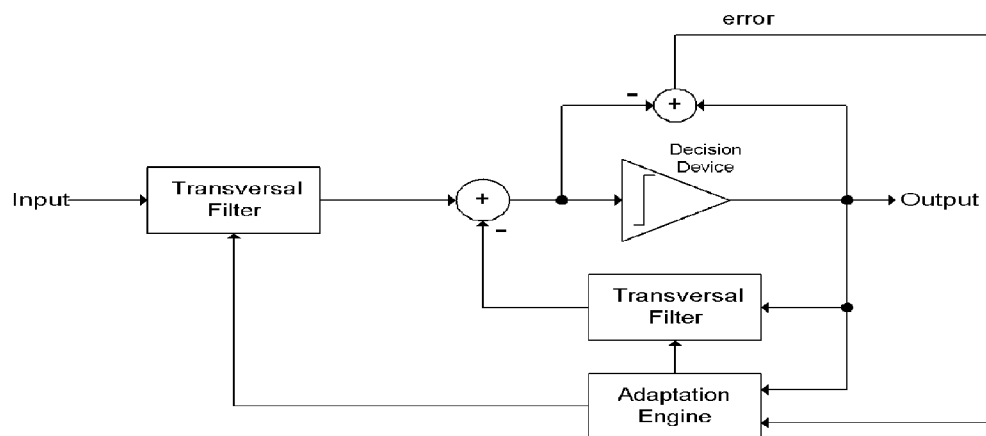 error
-
+
Decision
Device
Input
Transversal
Filter
+
-
Output
Transversal
Filter
Adaptation
Engine